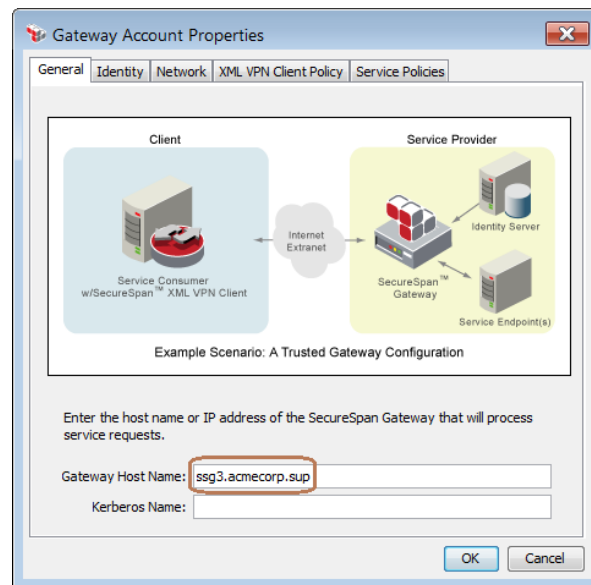 Gateway Account Properties
General Identity Network XML VPN Client Policy Service Policies
Client
Service Provider
Internet
Extranet
Identity Server
Service Consumer
w/SecureSpan™ XML VPN Client
SecureSpan™
Gateway
Service Endpoint(s)
Example Scenario: A Trusted Gateway Configuration
Enter the host name or IP address of the SecureSpan Gateway that will process
service requests.
Gateway Host Name: ssg3.acmecorp.sup
Kerberos Name:
OK Cancel